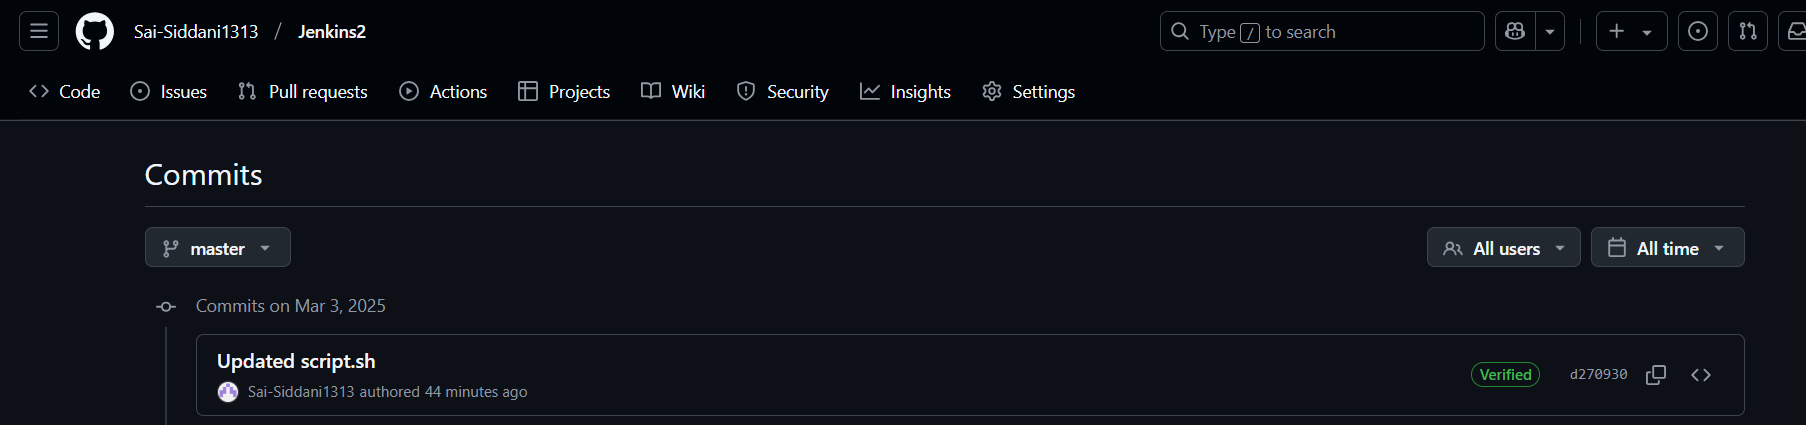 Sai-Siddani1313 / Jenkins2
Type / to search
Code Issues Pull requests Actions Projects Wiki Security Insights Settings
Commits
master
All users All time
Commits on Mar 3, 2025
Updated script.sh
Sai-Siddani1313 authored 44 minutes ago
Verified d270930